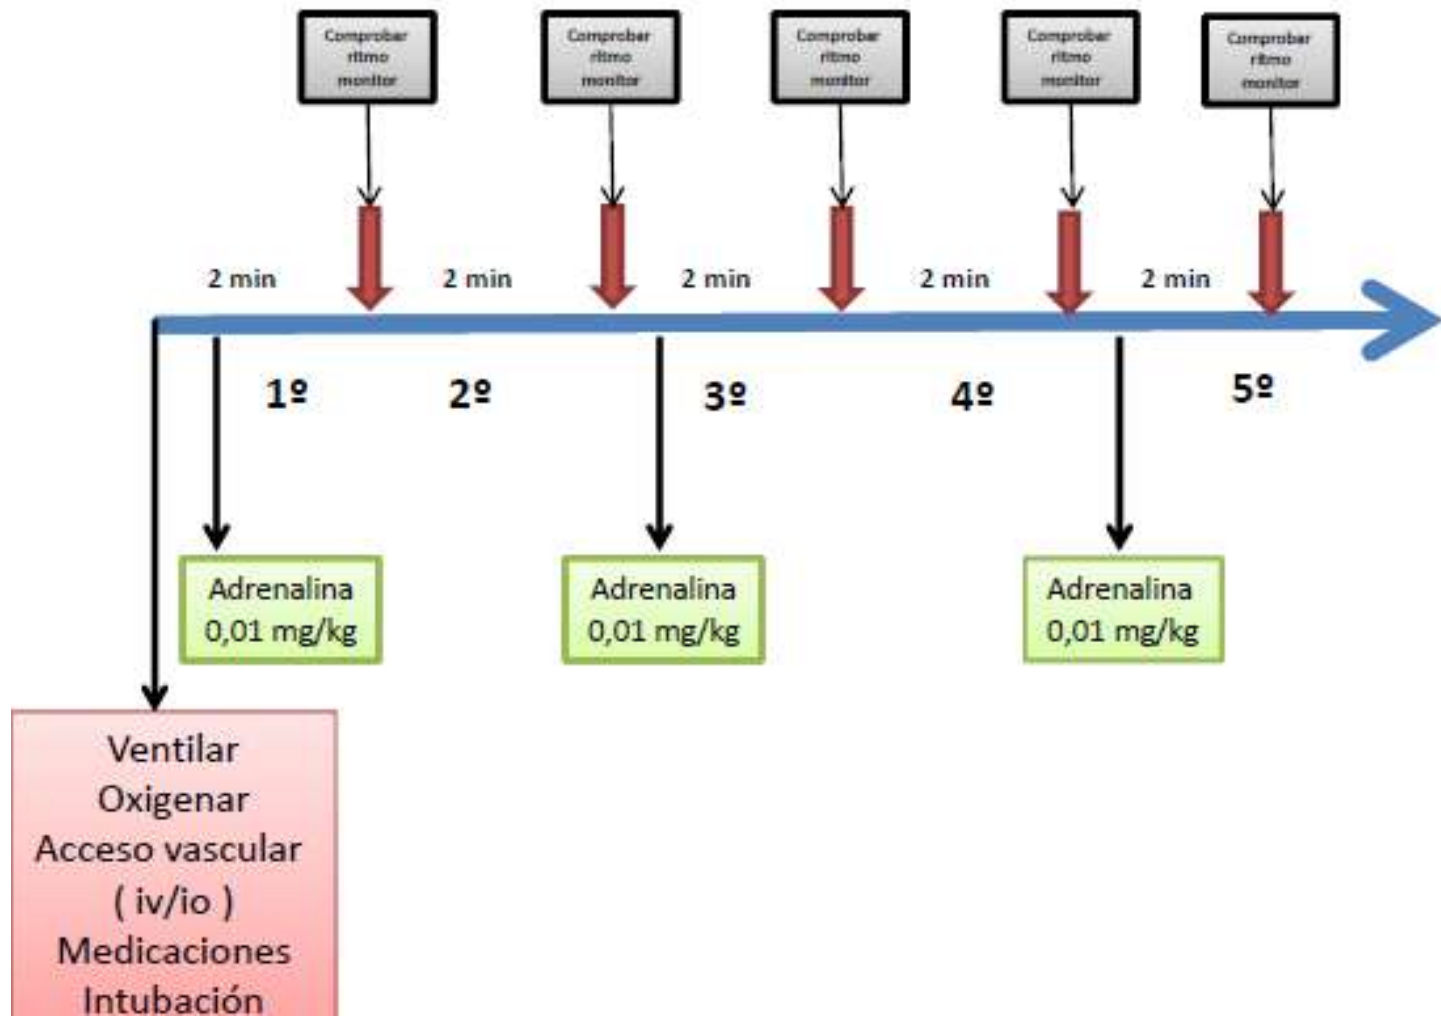 Comprobar
ritmo
monitor
Comprobar
ritmo
monitor
Comprobar
ritmo
monitor
Comprobar
ritmo
monitor
Comprobar
ritmo
monitor
2 min
2 min
2 min
2 min
2 min
1º
2º
3º
4º
5º
Adrenalina
0,01 mg/kg
Adrenalina
0,01 mg/kg
Adrenalina
0,01 mg/kg
Ventilar
Oxigenar
Acceso vascular
( iv/io )
Medicaciones
Intubación